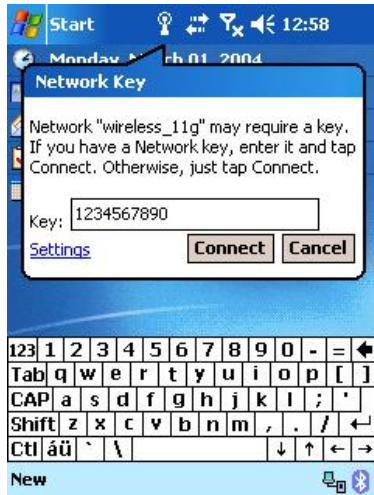 Start 12:58
Monday, March 01, 2004
Network Key
Network "wireless_11g" may require a key.
If you have a Network key, enter it and tap
Connect. Otherwise, just tap Connect.
Key: 1234567890
Settings Connect Cancel
123 1 2 3 4 5 6 7 8 9 0 - =
Tab q w e r t y u i o p [ ]
CAP a s d f g h j k l ; '
Shift z x c v b n m , . /
Ctl áü ` \
New